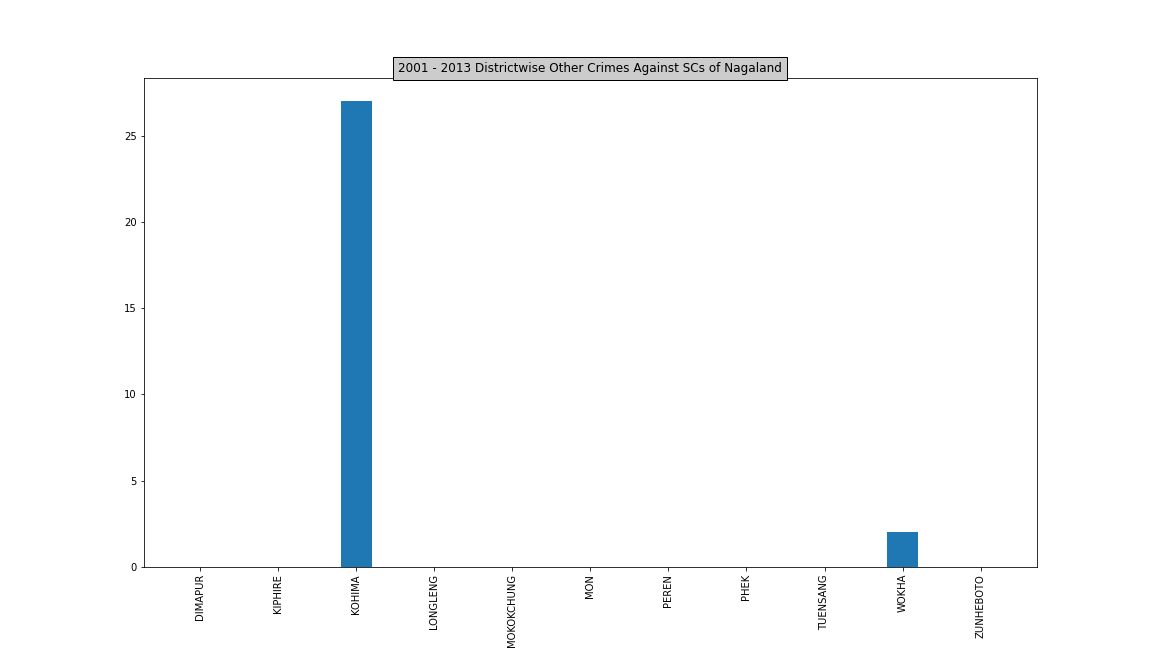 2001 - 2013 Districtwise Other Crimes Against SCs of Nagaland
25
20
15
10
5
0
DIMAPUR
KIPHIRE
KOHIMA
LONGLENG
MOKOKCHUNG
MON
PEREN
PHEK
TUENSANG
WOKHA
ZUNHEBOTO